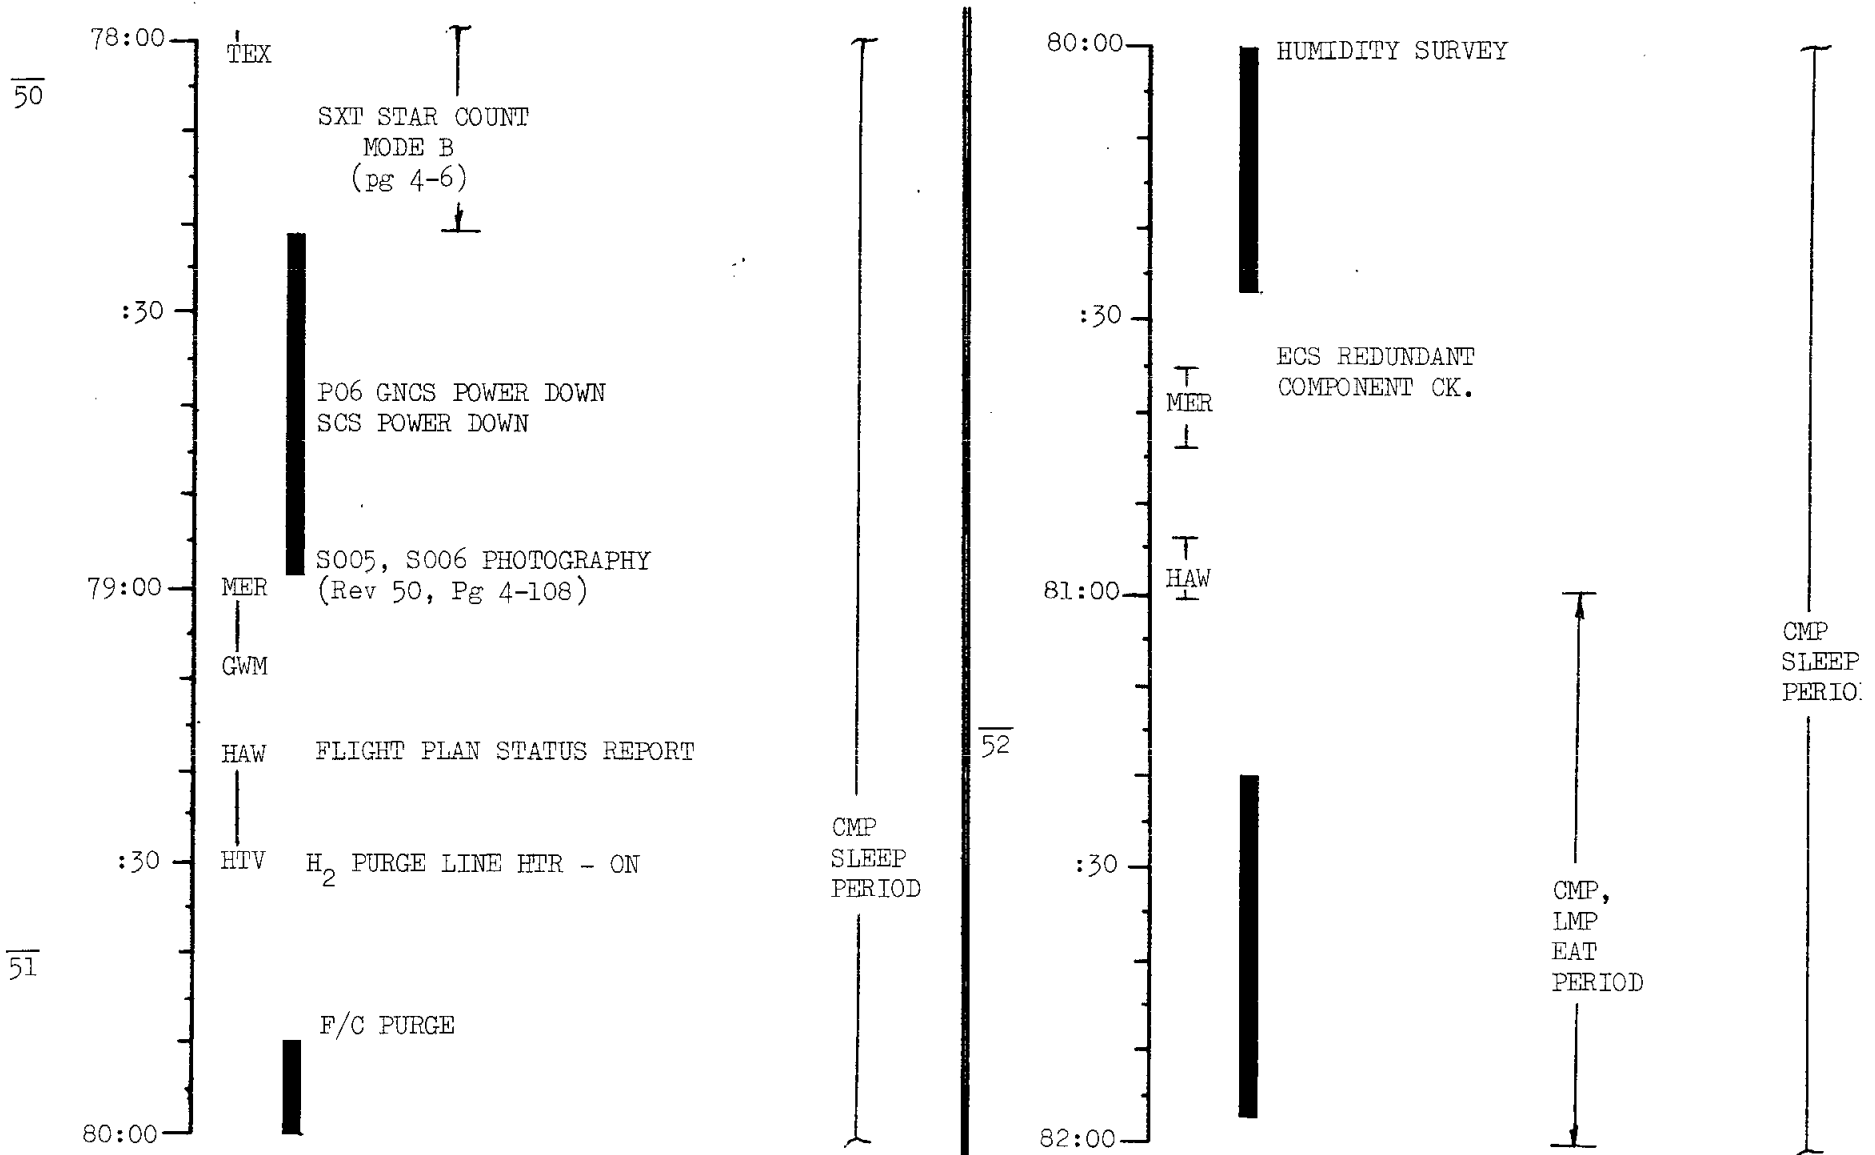 78:00
TEX
50
SXT STAR COUNT
MODE B
(pg 4-6)
:30
P06 GNCS POWER DOWN
SCS POWER DOWN
S005, S006 PHOTOGRAPHY
(Rev 50, Pg 4-108)
79:00
MER
GWM
HAW
FLIGHT PLAN STATUS REPORT
:30
HTV
H2 PURGE LINE HTR - ON
CMP
SLEEP
PERIOD
51
F/C PURGE
80:00
80:00
HUMIDITY SURVEY
:30
ECS REDUNDANT
COMPONENT CK.
MER
HAW
81:00
CMP
SLEEP
PERIO
52
:30
CMP,
LMP
EAT
PERIOD
82:00